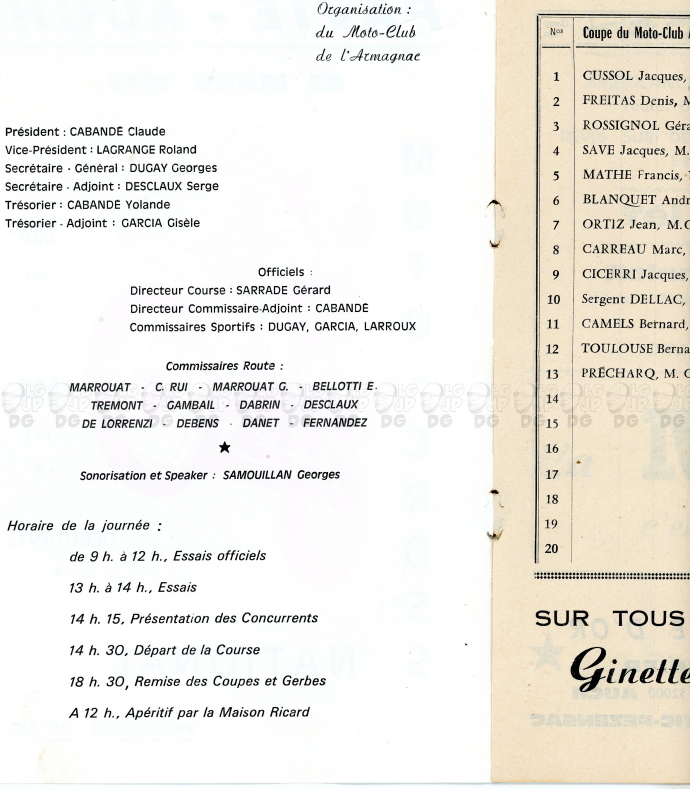 Organisation :
du Moto-Club
de l'Armagnac
Président : CABANDÉ Claude
Vice-Président : LAGRANGE Roland
Secrétaire - Général : DUGAY Georges
Secrétaire - Adjoint : DESCLAUX Serge
Trésorier : CABANDÉ Yolande
Trésorier - Adjoint : GARCIA Gisèle
Officiels :
Directeur Course : SARRADE Gérard
Directeur Commissaire-Adjoint : CABANDÉ
Commissaires Sportifs : DUGAY, GARCIA, LARROUX
Commissaires Route :
MARROUAT - C. RUI - MARROUAT G. - BELLOTTI E.
TREMONT - GAMBAIL - DABRIN - DESCLAUX
DE LORRENZI - DEBENS - DANET - FERNANDEZ
Sonorisation et Speaker : SAMOUILLAN Georges
Horaire de la journée :
de 9 h. à 12 h., Essais officiels
13 h. à 14 h., Essais
14 h. 15, Présentation des Concurrents
14 h. 30, Départ de la Course
18 h. 30, Remise des Coupes et Gerbes
A 12 h., Apéritif par la Maison Ricard
Nos Coupe du Moto-Club
1 CUSSOL Jacques,
2 FREITAS Denis, M
3 ROSSIGNOL Géra
4 SAVE Jacques, M.
5 MATHE Francis,
6 BLANQUET Andr
7 ORTIZ Jean, M.C
8 CARREAU Marc,
9 CICERRI Jacques,
10 Sergent DELLAC,
11 CAMELS Bernard,
12 TOULOUSE Berna
13 PRÉCHARQ, M. C
14
15
16
17
18
19
20
SUR TOUS
Ginette